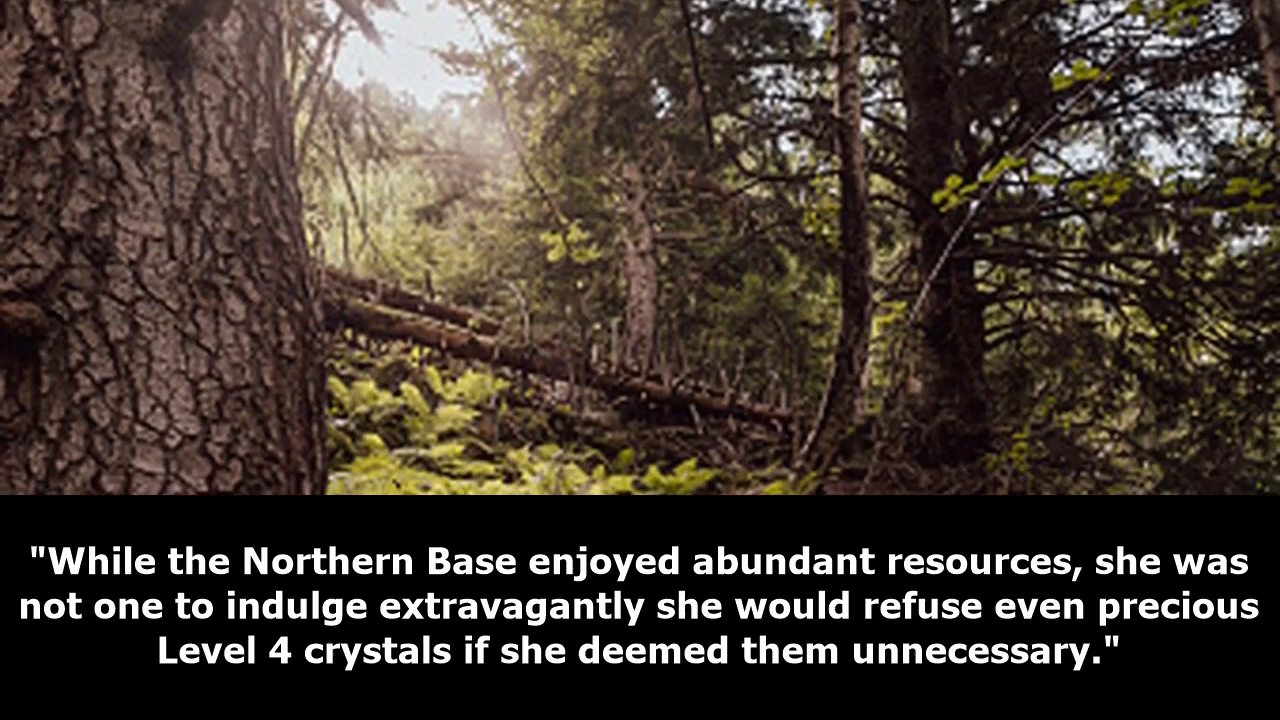 "While the Northern Base enjoyed abundant resources, she was
not one to indulge extravagantly she would refuse even precious
Level 4 crystals if she deemed them unnecessary."